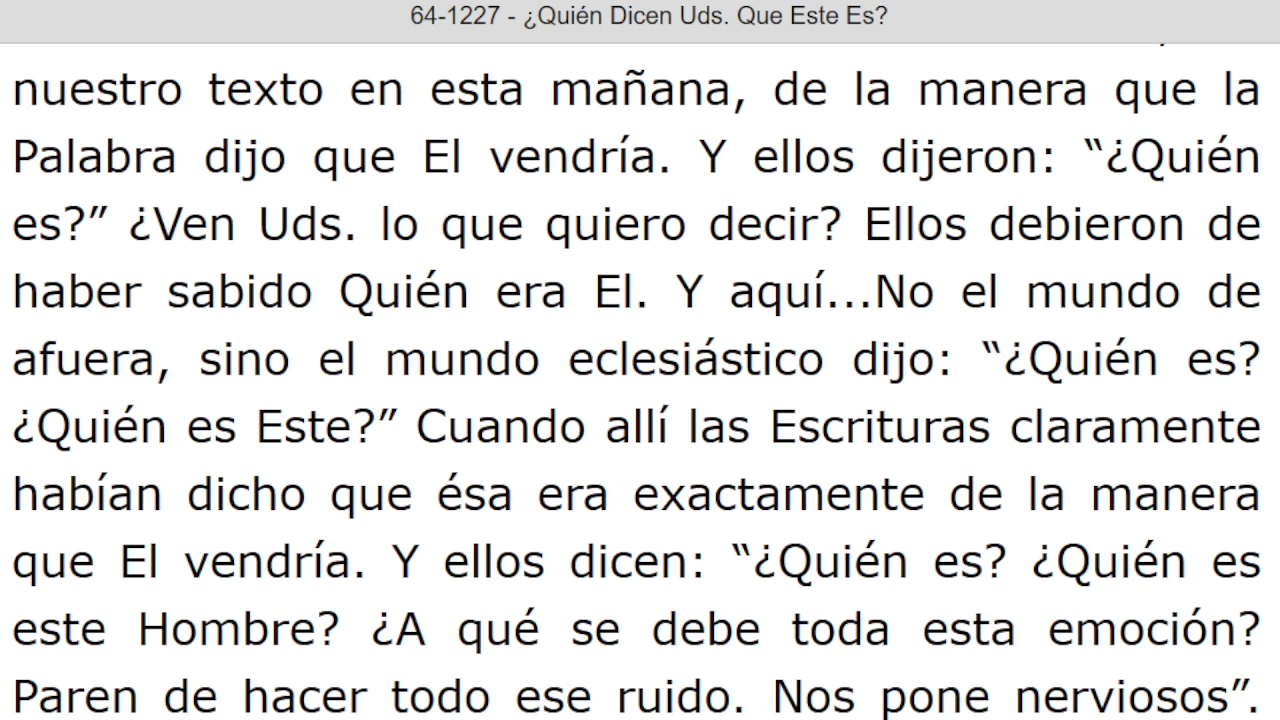 64-1227 - ¿Quién Dicen Uds. Que Este Es?
nuestro texto en esta mañana, de la manera que la
Palabra dijo que El vendría. Y ellos dijeron: “¿Quién
es?” ¿Ven Uds. lo que quiero decir? Ellos debieron de
haber sabido Quién era El. Y aquí...No el mundo de
afuera, sino el mundo eclesiástico dijo: “¿Quién es?
¿Quién es Este?” Cuando allí las Escrituras claramente
habían dicho que ésa era exactamente de la manera
que El vendría. Y ellos dicen: “¿Quién es? ¿Quién es
este Hombre? ¿A qué se debe toda esta emoción?
Paren de hacer todo ese ruido. Nos pone nerviosos”.